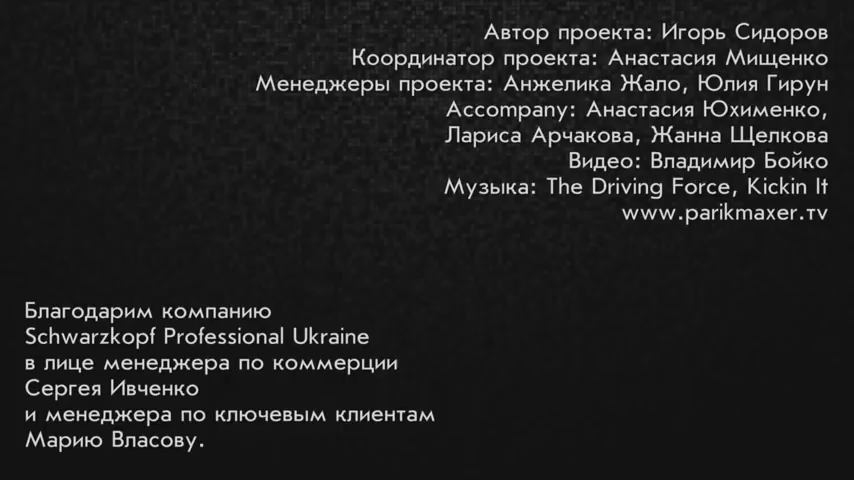 Автор проекта: Игорь Сидоров
Координатор проекта: Анастасия Мищенко
Менеджеры проекта: Анжелика Жало, Юлия Гирун
Accompany: Анастасия Юхименко,
Лариса Арчакова, Жанна Щелкова
Видео: Владимир Бойко
Музыка: The Driving Force, Kickin It
www.parikmaxer.tv
Благодарим компанию
Schwarzkopf Professional Ukraine
в лице менеджера по коммерции
Сергея Ивченко
и менеджера по ключевым клиентам
Марию Власову.